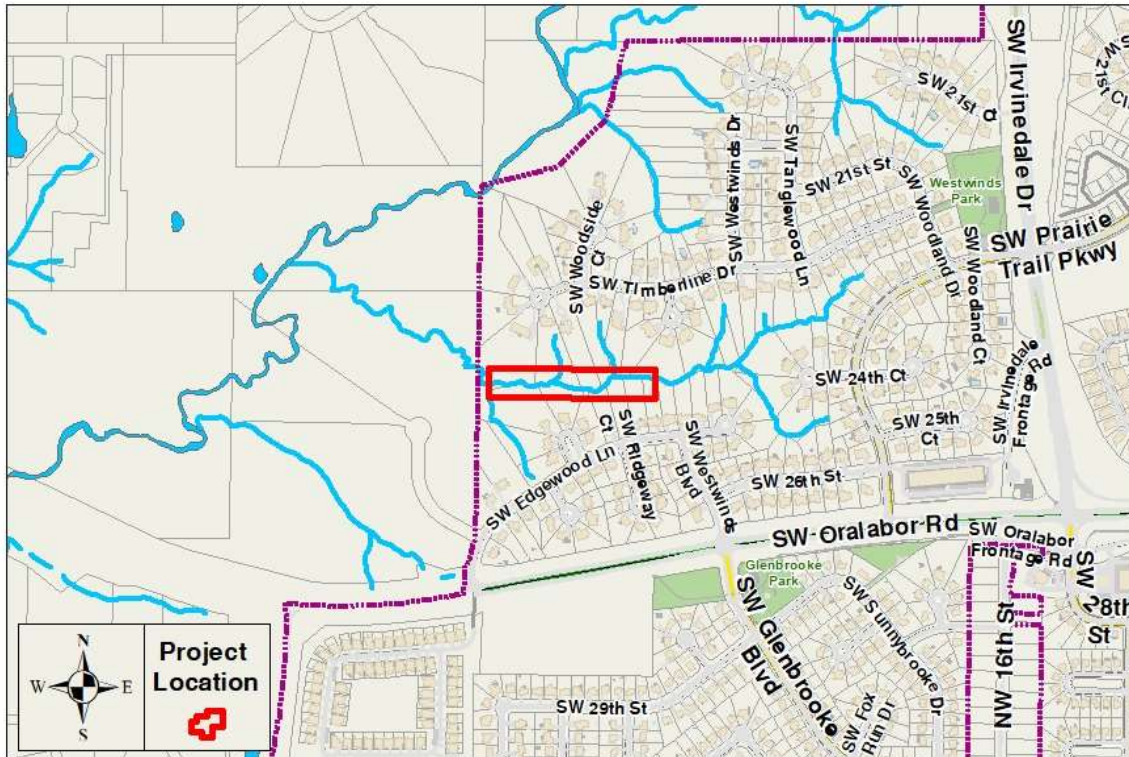 SW 21st Ct
SW Irvinedale Dr
SW
21st Ci
SW Westwinds Dr
SW Tanglewood Ln
SW 21st St
Westwinds
Park
SW Woodland Dr
SW Woodland Ct
SW Prairie
Trail Pkwy
SW Woodside
Ct
SW Timberline Dr
SW 24th Ct
SW Irvinedale
Frontage Rd
SW 25th
Ct
SW Ridgeway
Ct
SW Westwinds
Blvd
SW Edgewood Ln
SW 26th St
SW Oralabor Rd
SW Oralabor
Frontage Rd
SW
28th
St
Glenbrooke
Park
SW Glenbrooke
Blvd
SW Sunnybrooke Dr
NW 16th St
SW 29th St
SW Fox
Run Dr
N
W
E
S
Project
Location